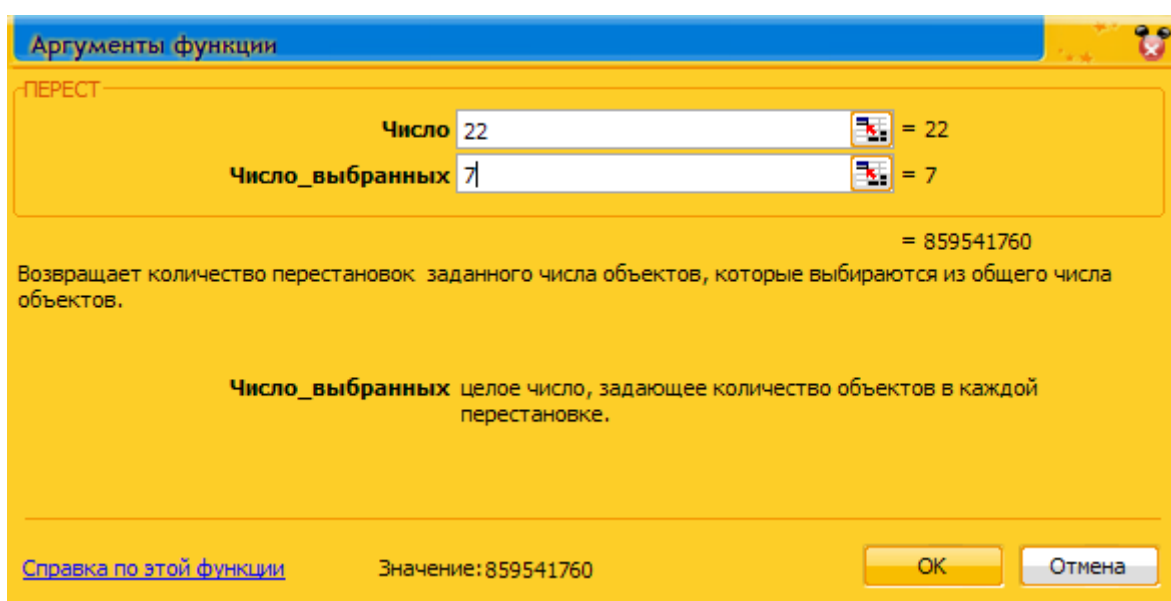 Аргументы функции
ПЕРЕСТ
Число 22 = 22
Число_выбранных 7 = 7
= 859541760
Возвращает количество перестановок заданного числа объектов, которые выбираются из общего числа
объектов.
Число_выбранных целое число, задающее количество объектов в каждой
перестановке.
Справка по этой функции Значение:859541760 OK Отмена